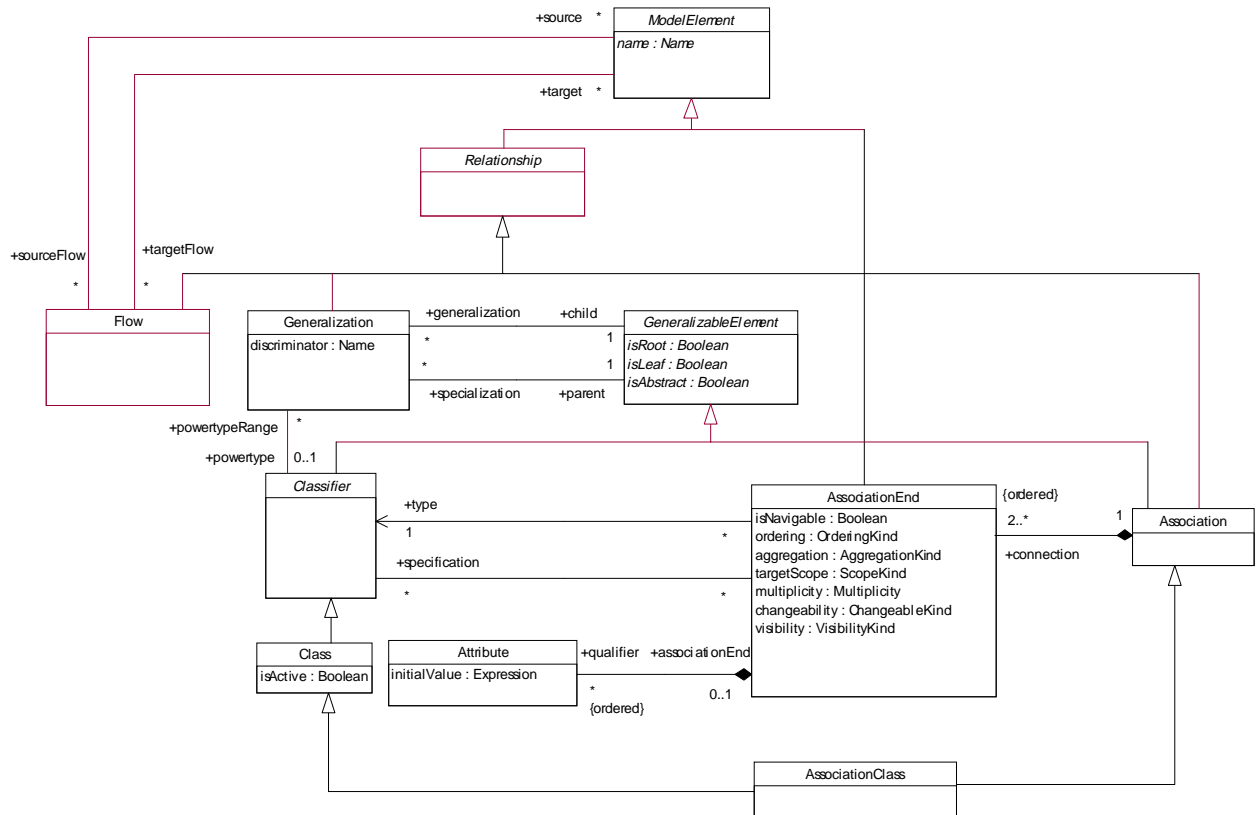 +source *
ModelElement
name : Name
+target *
Relationship
+sourceFlow
*
+targetFlow
*
Flow
Generalization
discriminator : Name
+generalization
*
+child
1
*
+specialization
1
+parent
GeneralizableElement
isRoot : Boolean
isLeaf : Boolean
isAbstract : Boolean
+powertypeRange *
+powertype 0..1
Classifier
+type
1
*
+specification
*
*
AssociationEnd
isNavigable : Boolean
ordering : OrderingKind
aggregation : AggregationKind
targetScope : ScopeKind
multiplicity : Multiplicity
changeability : ChangeableKind
visibility : VisibilityKind
{ordered}
2..*
+connection
1
Association
Class
isActive : Boolean
Attribute
initialValue : Expression
+qualifier
*
{ordered}
+associationEnd
0..1
AssociationClass